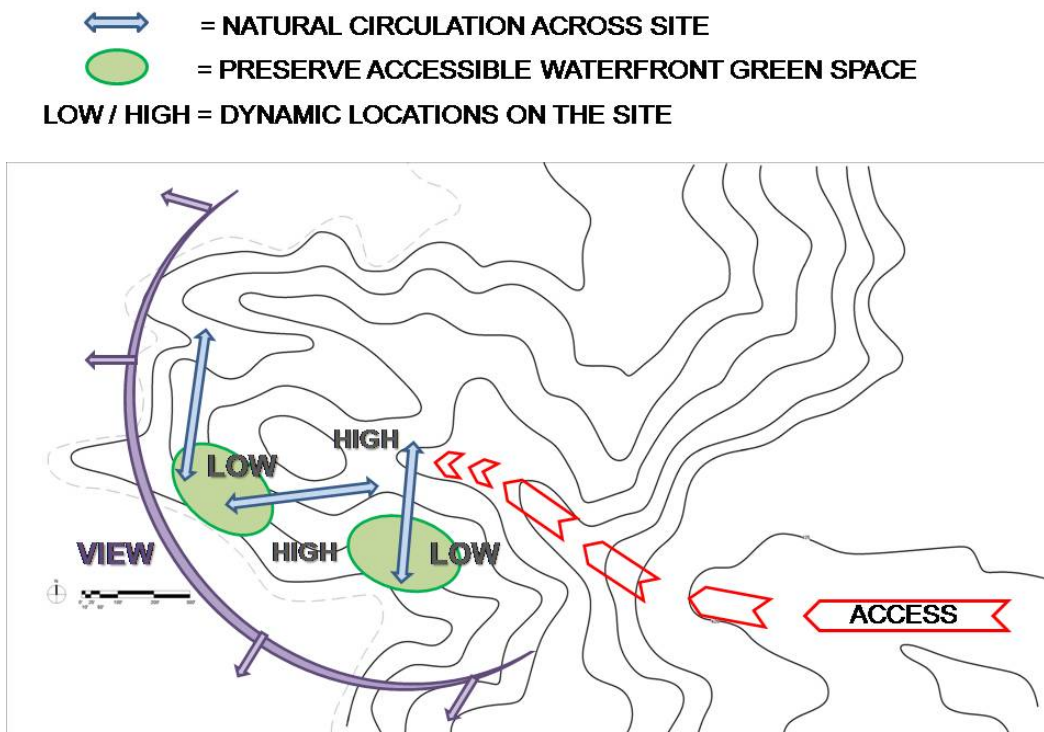 = NATURAL CIRCULATION ACROSS SITE
= PRESERVE ACCESSIBLE WATERFRONT GREEN SPACE
LOW / HIGH = DYNAMIC LOCATIONS ON THE SITE
HIGH
LOW
HIGH
LOW
VIEW
ACCESS